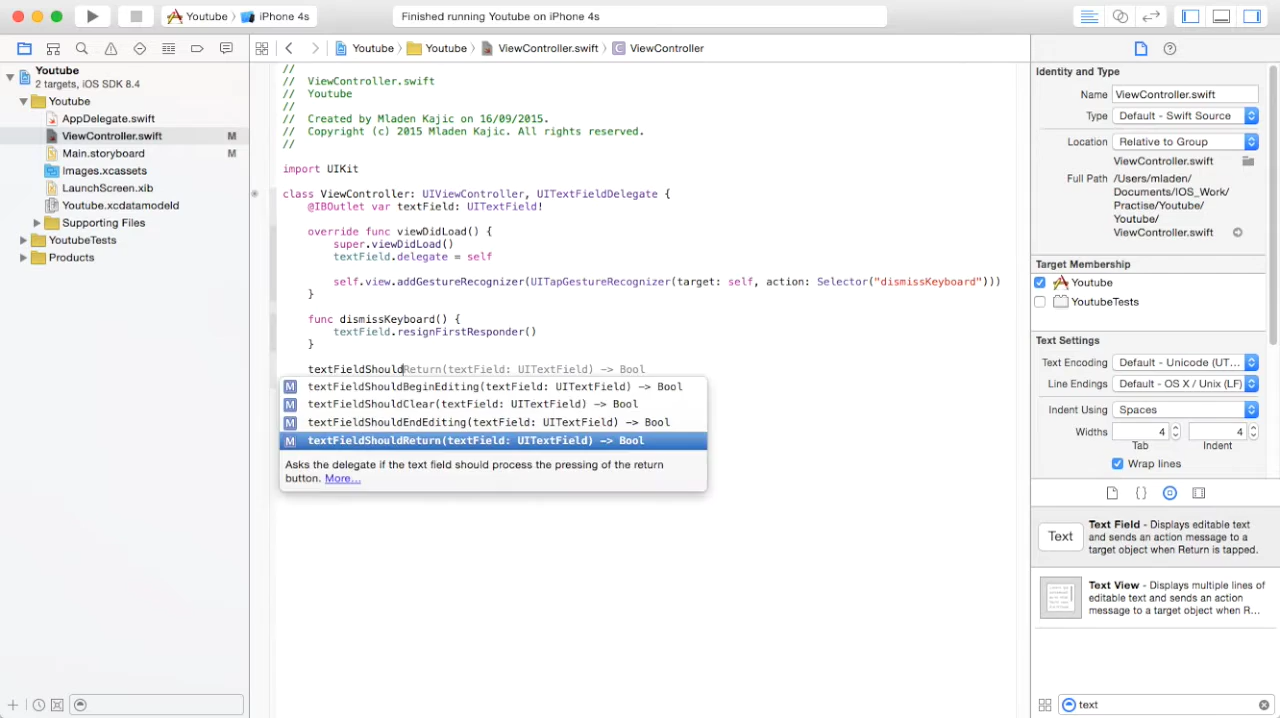 Youtube
iPhone 4s
Finished running Youtube on iPhone 4s
Youtube
2 targets, iOS SDK 8.4
Youtube
AppDelegate.swift
ViewController.swift M
Main.storyboard M
Images.xcassets
LaunchScreen.xib
Youtube.xcdatamodeld
Supporting Files
YoutubeTests
Products
Youtube
Youtube
ViewController.swift
C ViewController
//
// ViewController.swift
// Youtube
//
// Created by Mladen Kajic on 16/09/2015.
// Copyright (c) 2015 Mladen Kajic. All rights reserved.
//
import UIKit
class ViewController: UIViewController, UITextFieldDelegate {
@IBOutlet var textField: UITextField!
override func viewDidLoad() {
super.viewDidLoad()
textField.delegate = self
self.view.addGestureRecognizer(UITapGestureRecognizer(target: self, action: Selector("dismissKeyboard")))
}
func dismissKeyboard() {
textField.resignFirstResponder()
}
textFieldShouldReturn(textField: UITextField) -> Bool
M textFieldShouldBeginEditing(textField: UITextField) -> Bool
M textFieldShouldClear(textField: UITextField) -> Bool
M textFieldShouldEndEditing(textField: UITextField) -> Bool
M textFieldShouldReturn(textField: UITextField) -> Bool
Asks the delegate if the text field should process the pressing of the return
button. More...
Identity and Type
Name ViewController.swift
Type Default - Swift Source
Location Relative to Group
ViewController.swift
Full Path /Users/mladen/
Documents/IOS_Work/
Practise/Youtube/
Youtube/
ViewController.swift
Target Membership
Youtube
YoutubeTests
Text Settings
Text Encoding Default - Unicode (UT...
Line Endings Default - OS X / Unix (LF)
Indent Using Spaces
Widths 4 4
Tab Indent
Wrap lines
{ }
Text
Text Field - Displays editable text
and sends an action message to a
target object when Return is tapped.
Text View - Displays multiple lines of
editable text and sends an action
message to a target object when R...
text